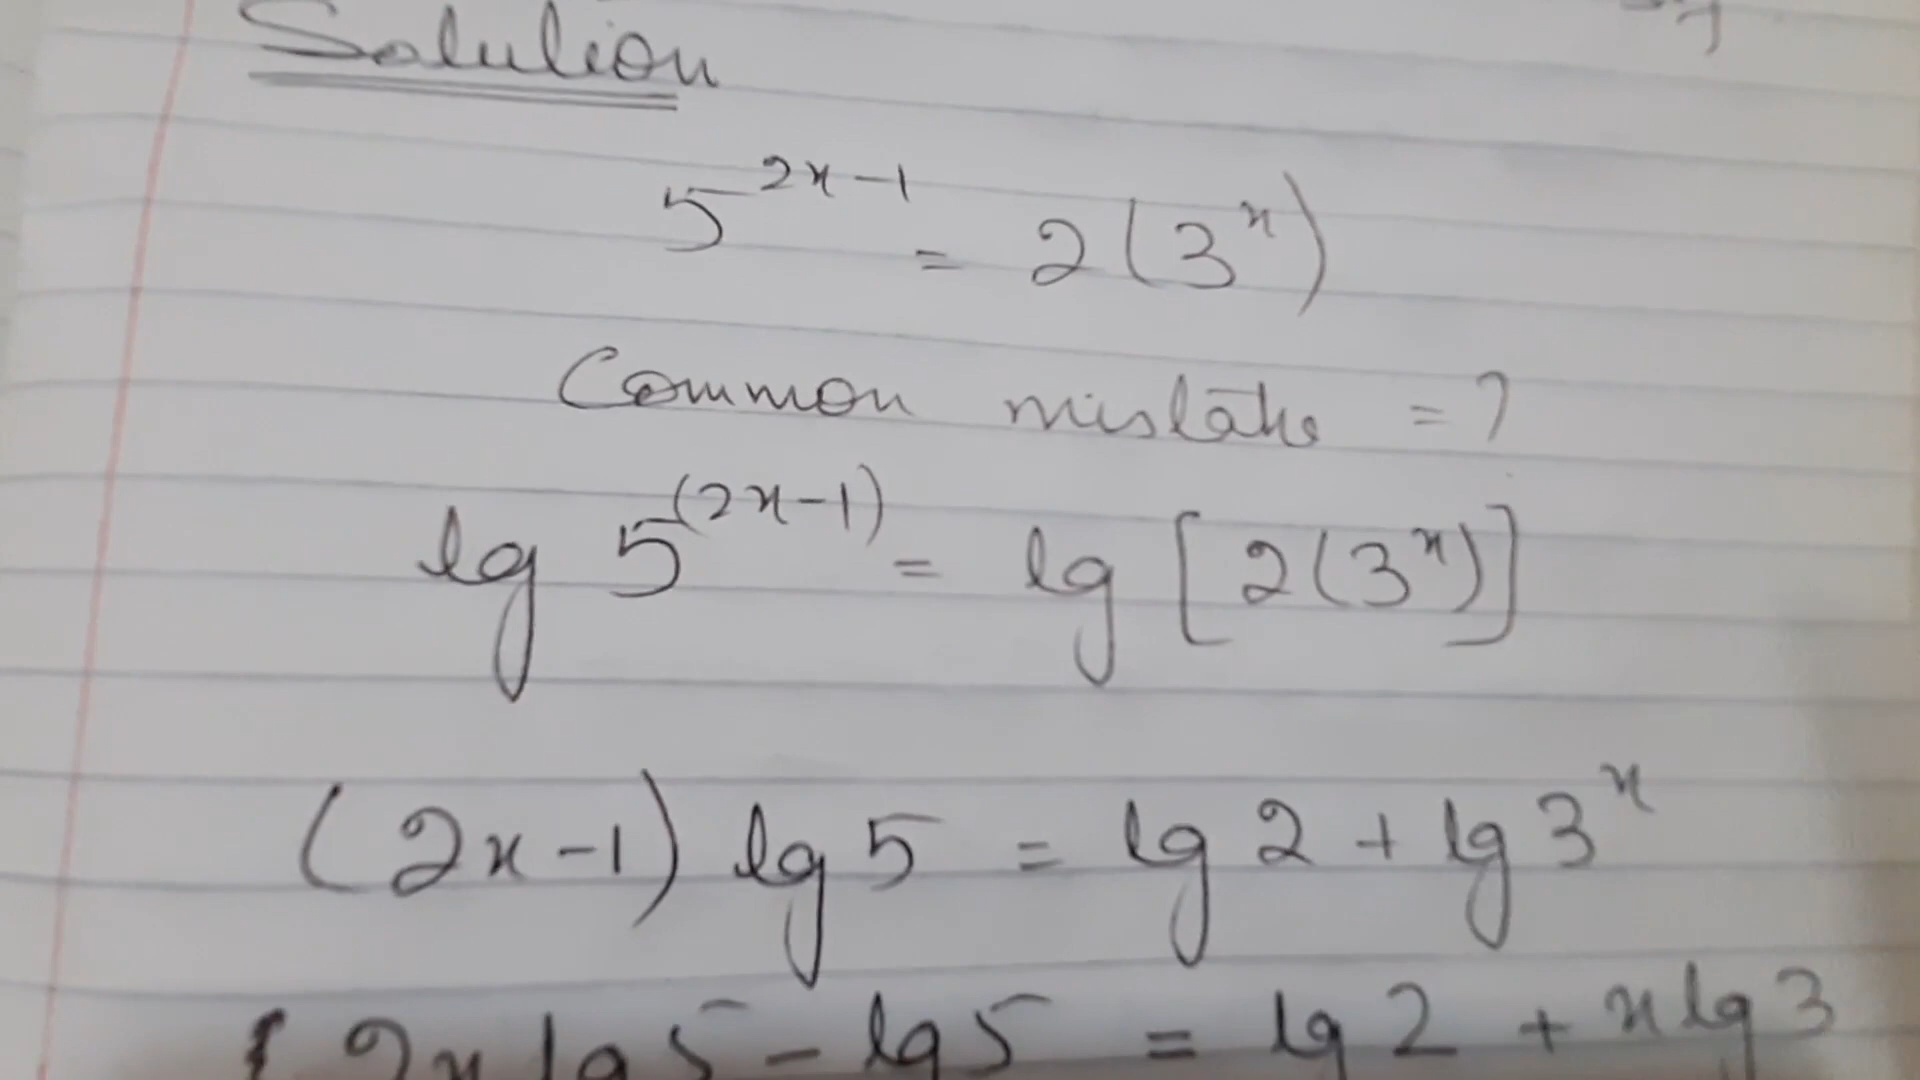 Solution
5^{2x-1} = 2(3^x)
Common mistake = ?
lg 5^{(2x-1)} = lg [2(3^x)]
(2x-1) lg 5 = lg 2 + lg 3^x
2x lg 5 - lg 5 = lg 2 + x lg 3